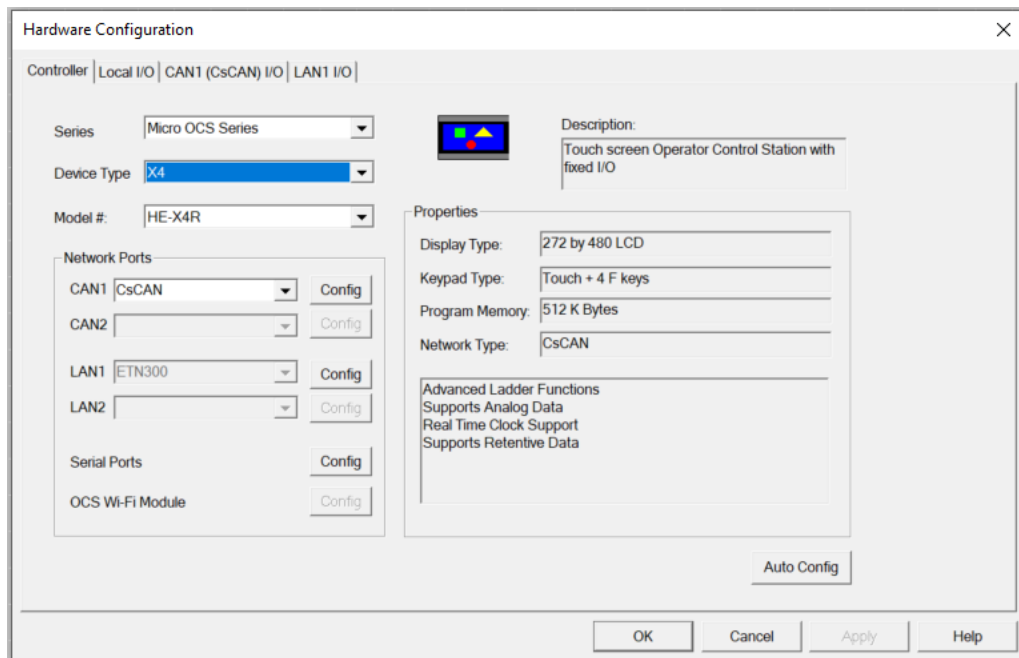 Hardware Configuration
Controller Local I/O CAN1 (CsCAN) I/O LAN1 I/O
Series Micro OCS Series
Device Type X4
Model #: HE-X4R
Network Ports
CAN1 CsCAN Config
CAN2 Config
LAN1 ETN300 Config
LAN2 Config
Serial Ports Config
OCS Wi-Fi Module Config
Description:
Touch screen Operator Control Station with
fixed I/O
Properties
Display Type: 272 by 480 LCD
Keypad Type: Touch + 4 F keys
Program Memory: 512 K Bytes
Network Type: CsCAN
Advanced Ladder Functions
Supports Analog Data
Real Time Clock Support
Supports Retentive Data
Auto Config
OK Cancel Apply Help